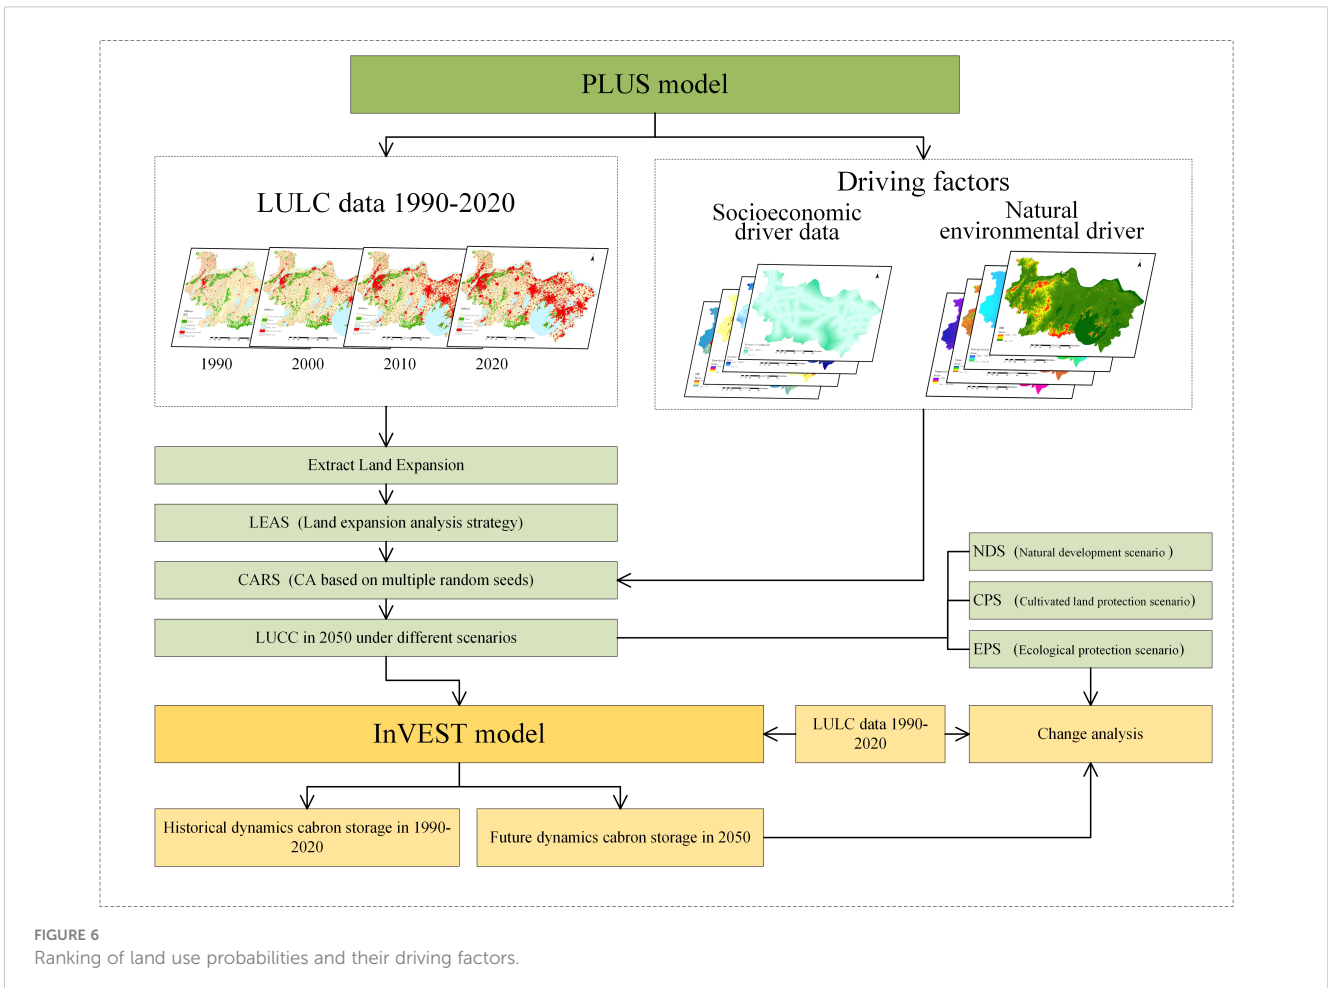 PLUS model
LULC data 1990-2020
1990
2000
2010
2020
Driving factors
Socioeconomic
driver data
Natural
environmental driver
Extract Land Expansion
LEAS (Land expansion analysis strategy)
CARS (CA based on multiple random seeds)
LUCC in 2050 under different scenarios
NDS (Natural development scenario )
CPS (Cultivated land protection scenario)
EPS (Ecological protection scenario)
InVEST model
LULC data 1990-
2020
Change analysis
Historical dynamics cabron storage in 1990-
2020
Future dynamics cabron storage in 2050
FIGURE 6
Ranking of land use probabilities and their driving factors.